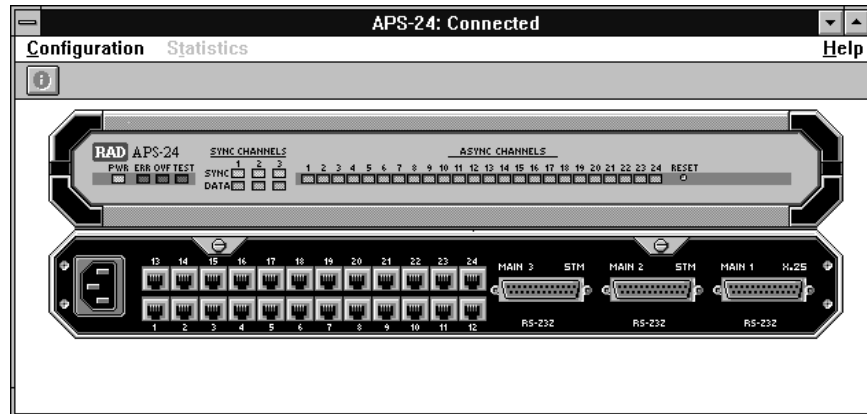 APS-24: Connected
Configuration Statistics Help
RAD APS-24 SYNC CHANNELS ASYNC CHANNELS
1 2 3
PWR ERR OVF TEST SYNC 1 2 3 4 5 6 7 8 9 10 11 12 13 14 15 16 17 18 19 20 21 22 23 24 RESET
DATA
13 14 15 16 17 18 19 20 21 22 23 24
MAIN 3 STM MAIN 2 STM MAIN 1 X.25
1 2 3 4 5 6 7 8 9 10 11 12
RS-232 RS-232 RS-232